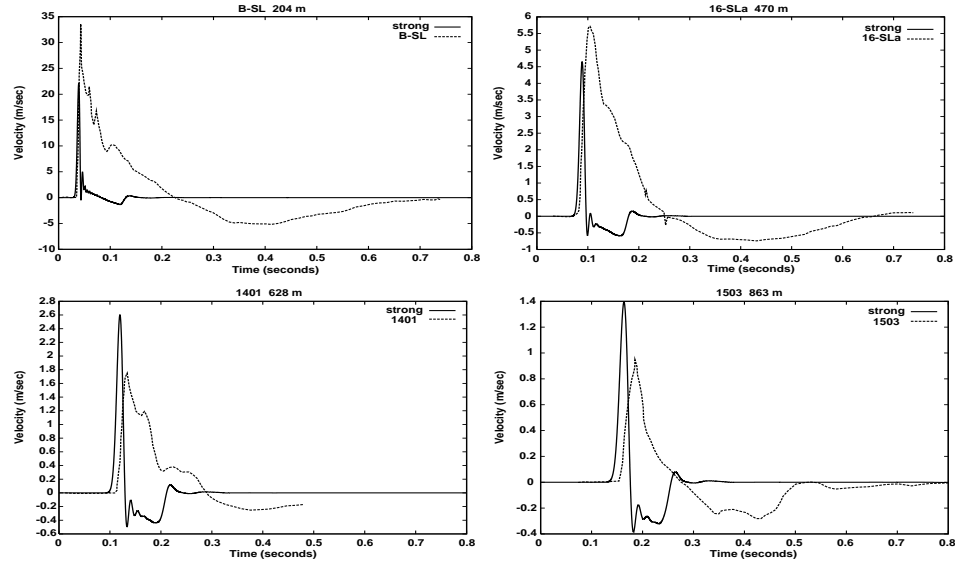 B-SL 204 m
strong
B-SL
Velocity (m/sec)
35
30
25
20
15
10
5
0
-5
-10
0 0.1 0.2 0.3 0.4 0.5 0.6 0.7 0.8
Time (seconds)
16-SLa 470 m
strong
16-SLa
Velocity (m/sec)
6
5.5
5
4.5
4
3.5
3
2.5
2
1.5
1
0.5
0
-0.5
-1
0 0.1 0.2 0.3 0.4 0.5 0.6 0.7 0.8
Time (seconds)
1401 628 m
strong
1401
Velocity (m/sec)
2.8
2.6
2.4
2.2
2
1.8
1.6
1.4
1.2
1
0.8
0.6
0.4
0.2
0
-0.2
-0.4
-0.6
0 0.1 0.2 0.3 0.4 0.5 0.6 0.7 0.8
Time (seconds)
1503 863 m
strong
1503
Velocity (m/sec)
1.4
1.2
1
0.8
0.6
0.4
0.2
0
-0.2
-0.4
0 0.1 0.2 0.3 0.4 0.5 0.6 0.7 0.8
Time (seconds)